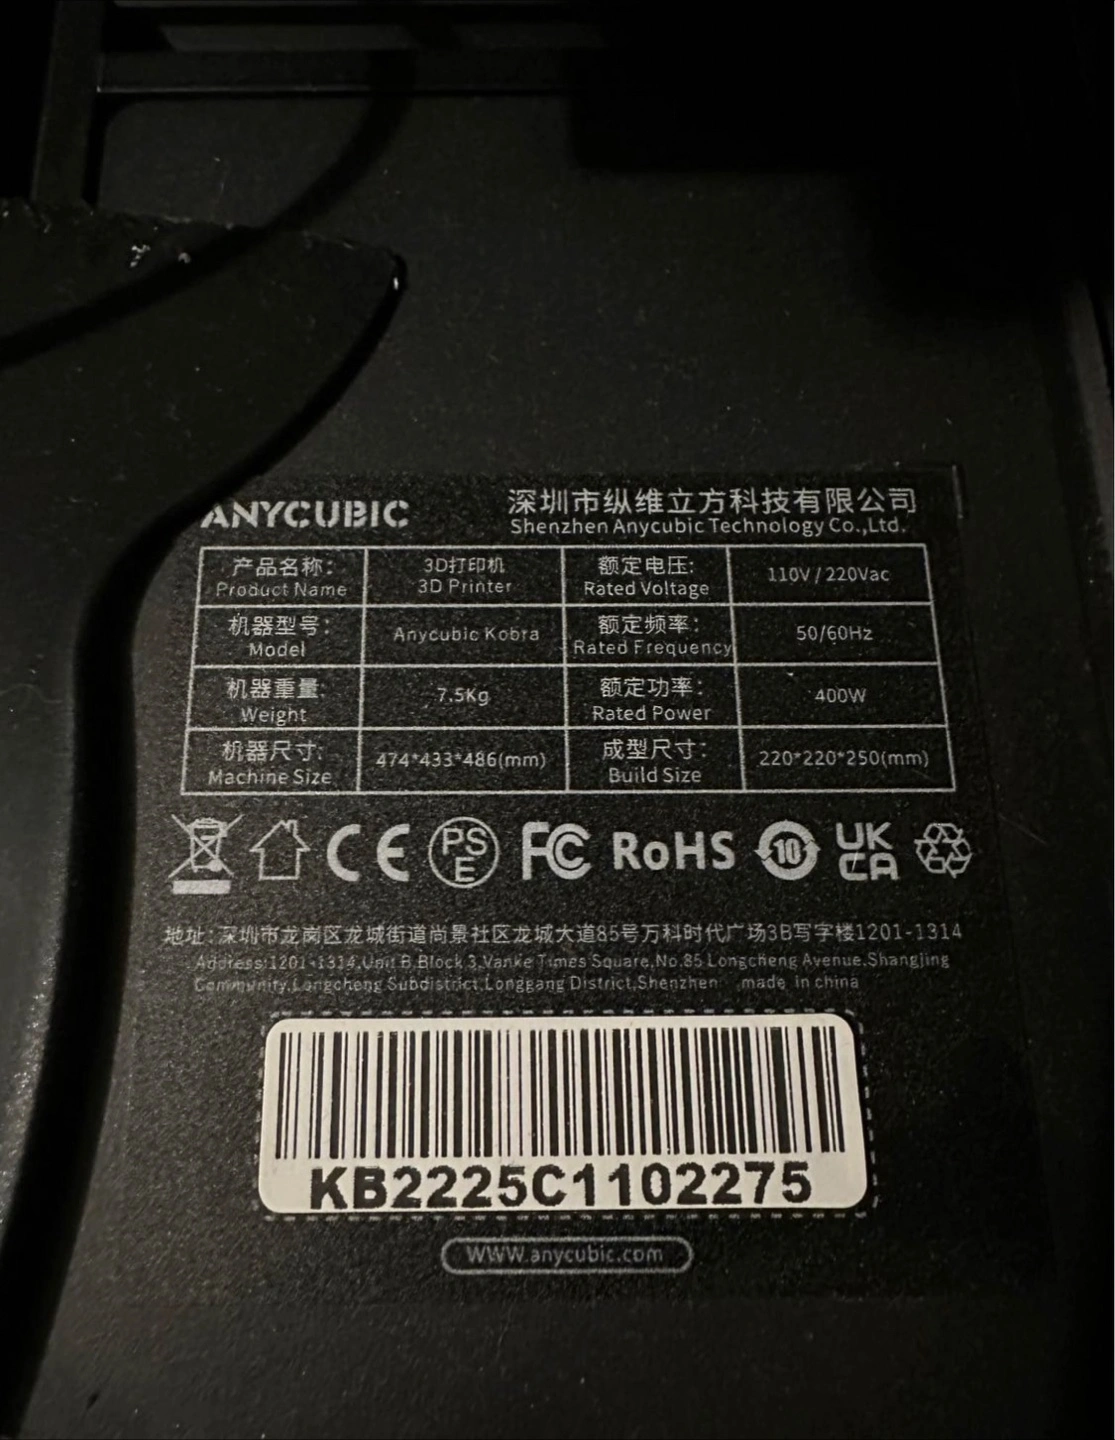 ANYCUBIC
深圳市纵维立方科技有限公司
Shenzhen Anycubic Technology Co.,Ltd.
产品名称:
Product Name
3D打印机
3D Printer
额定电压:
Rated Voltage
110V / 220Vac
机器型号:
Model
Anycubic Kobra
额定频率:
Rated Frequency
50/60Hz
机器重量:
Weight
7.5Kg
额定功率:
Rated Power
400W
机器尺寸:
Machine Size
474*433*486(mm)
成型尺寸:
Build Size
220*220*250(mm)
CE PSE FC RoHS 10 UKCA
地址:深圳市龙岗区龙城街道尚景社区龙城大道85号万科时代广场3B写字楼1201-1314
Address:1201-1314,Unit B,Block 3,Vanke Times Square,No.85 Longcheng Avenue,Shangjing
Community,Longcheng Subdistrict,Longgang District,Shenzhen made in china
KB2225C1102275
WWW.anycubic.com